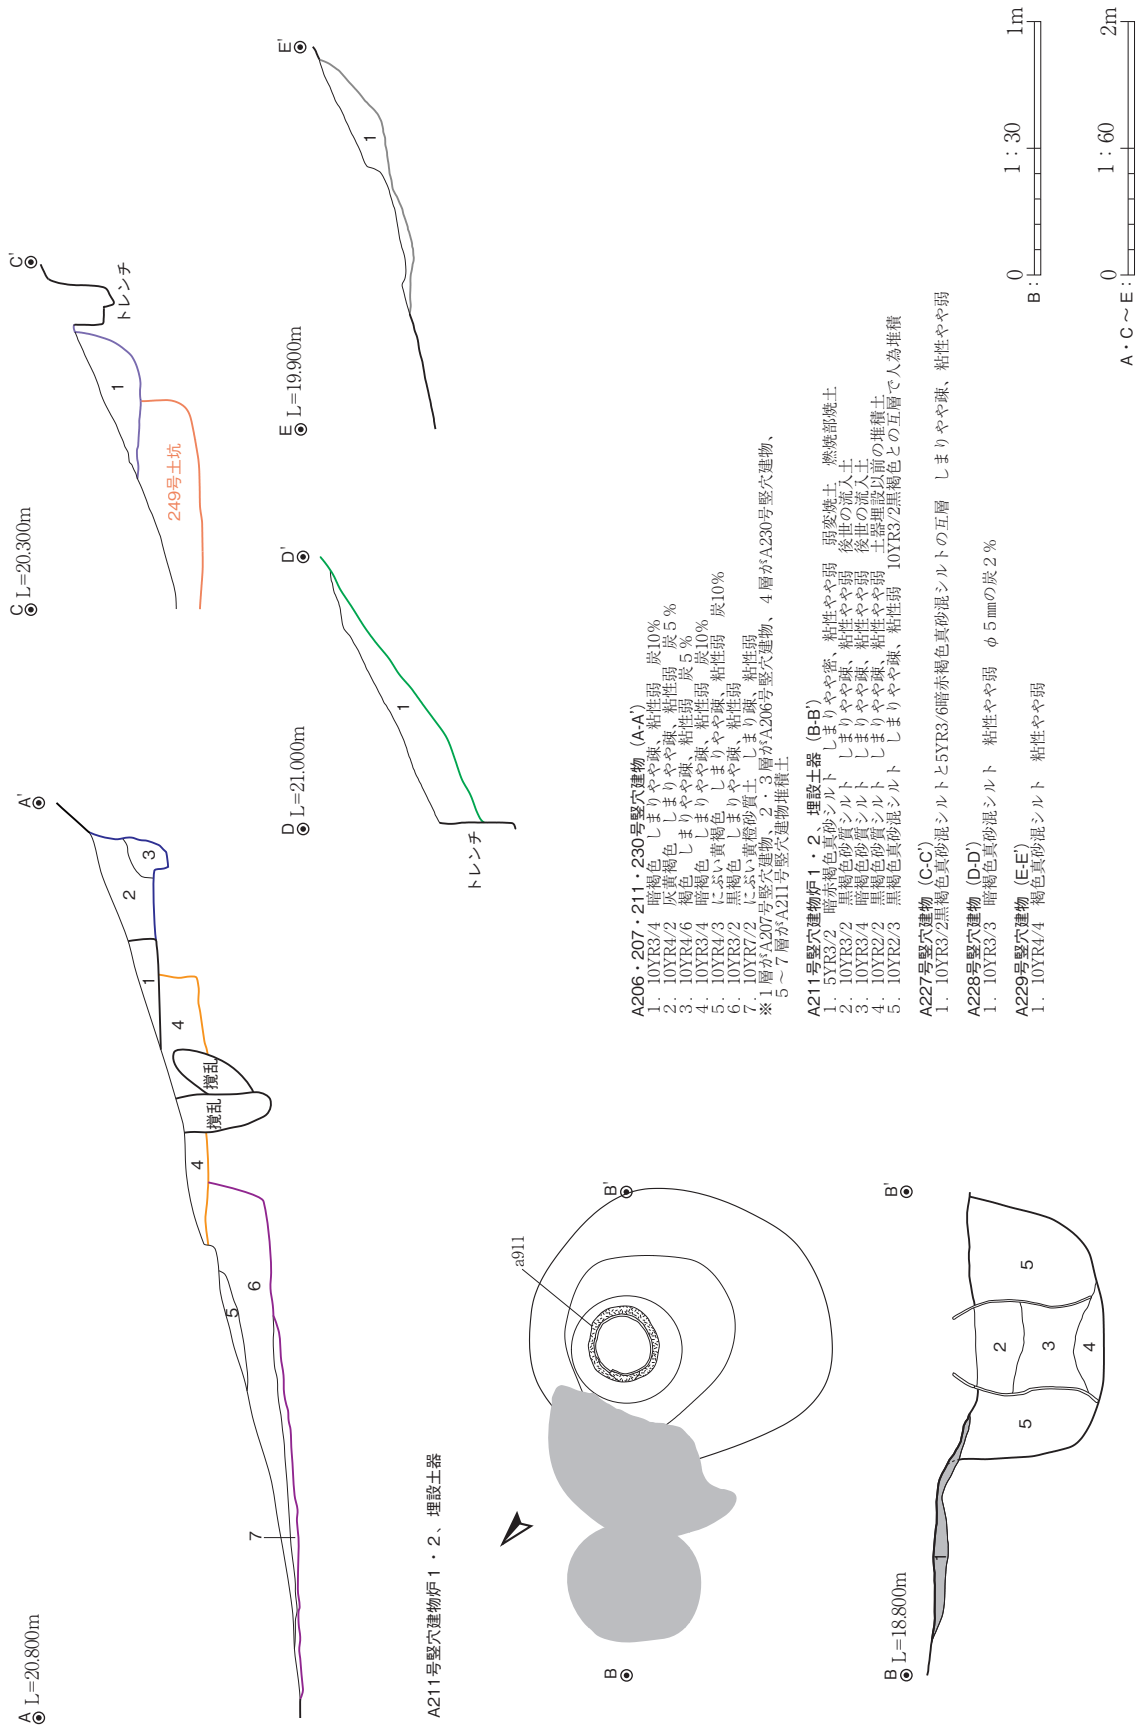 A L=20.800m
A'
1
2
3
4
4
5
6
7
撹乱
撹乱
C L=20.300m
C'
1
249号土坑
トレンチ
D L=21.000m
D'
1
トレンチ
E L=19.900m
E'
1
A211号竪穴建物炉1・2、埋設土器
B
B'
a911
B L=18.800m
B'
1
2
3
4
5
5
A206・207・211・230号竪穴建物 (A-A')
1. 10YR3/4 暗褐色 しまりやや疎、粘性弱 炭10%
2. 10YR4/2 灰黄褐色 しまりやや疎、粘性弱 炭5%
3. 10YR4/6 褐色 しまりやや疎、粘性弱 炭5%
4. 10YR3/4 暗褐色 しまりやや疎、粘性弱 炭10%
5. 10YR4/3 にぶい黄褐色 しまりやや疎、粘性弱 炭10%
6. 10YR3/2 黒褐色 しまりやや疎、粘性弱
7. 10YR7/2 にぶい黄橙砂質土 しまり疎、粘性弱
※1層がA207号竪穴建物、2・3層がA206号竪穴建物、4層がA230号竪穴建物、
5~7層がA211号竪穴建物堆積土
A211号竪穴建物炉1・2、埋設土器 (B-B')
1. 5YR3/2 暗赤褐色真砂シルト しまりやや密、粘性やや弱 弱変焼土 燃焼部焼土
2. 10YR3/2 黒褐色砂質シルト しまりやや疎、粘性やや弱 後世の流入土
3. 10YR3/4 暗褐色砂質シルト しまりやや疎、粘性やや弱 後世の流入土
4. 10YR2/2 黒褐色砂質シルト しまりやや疎、粘性やや弱 土器埋設以前の堆積土
5. 10YR2/3 黒褐色真砂混シルト しまりやや疎、粘性弱 10YR3/2黒褐色との互層で人為堆積
A227号竪穴建物 (C-C')
1. 10YR3/2黒褐色真砂混シルトと5YR3/6暗赤褐色真砂混シルトの互層 しまりやや疎、粘性やや弱
A228号竪穴建物 (D-D')
1. 10YR3/3 暗褐色真砂混シルト 粘性やや弱 φ5㎜の炭2%
A229号竪穴建物 (E-E')
1. 10YR4/4 褐色真砂混シルト 粘性やや弱
B: 0 1:30 1m
A・C~E: 0 1:60 2m